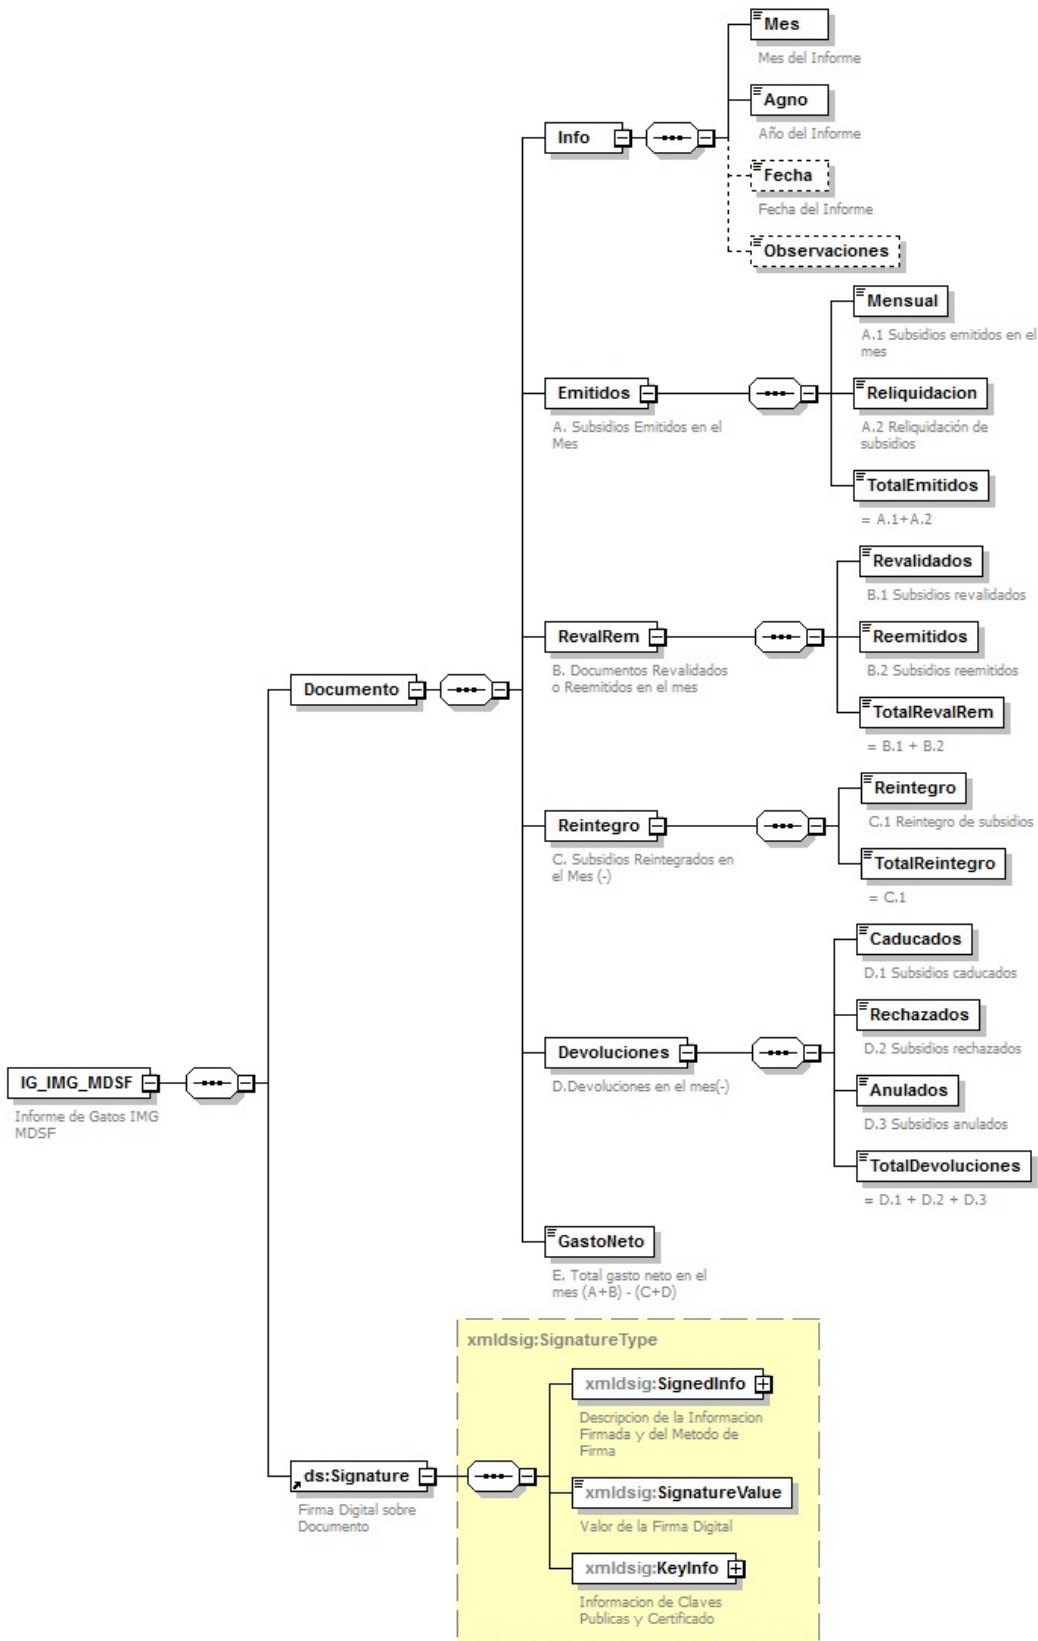 Mes
Mes del Informe
Agno
Año del Informe
Info
Fecha
Fecha del Informe
Observaciones
Mensual
A.1 Subsidios emitidos en el
mes
Emitidos
A. Subsidios Emitidos en el
Mes
Reliquidacion
A.2 Reliquidación de
subsidios
TotalEmitidos
= A.1+A.2
Revalidados
B.1 Subsidios revalidados
RevalRem
B. Documentos Revalidados
o Reemitidos en el mes
Reemitidos
B.2 Subsidios reemitidos
TotalRevalRem
= B.1 + B.2
Documento
Reintegro
C.1 Reintegro de subsidios
Reintegro
C. Subsidios Reintegrados en
el Mes (-)
TotalReintegro
= C.1
Caducados
D.1 Subsidios caducados
Rechazados
D.2 Subsidios rechazados
Devoluciones
D.Devoluciones en el mes(-)
Anulados
D.3 Subsidios anulados
TotalDevoluciones
= D.1 + D.2 + D.3
IG_IMG_MDSF
Informe de Gatos IMG
MDSF
GastoNeto
E. Total gasto neto en el
mes (A+B) - (C+D)
xmldsig:SignatureType
xmldsig:SignedInfo
Descripcion de la Informacion
Firmada y del Metodo de
Firma
ds:Signature
Firma Digital sobre
Documento
xmldsig:SignatureValue
Valor de la Firma Digital
xmldsig:KeyInfo
Informacion de Claves
Publicas y Certificado